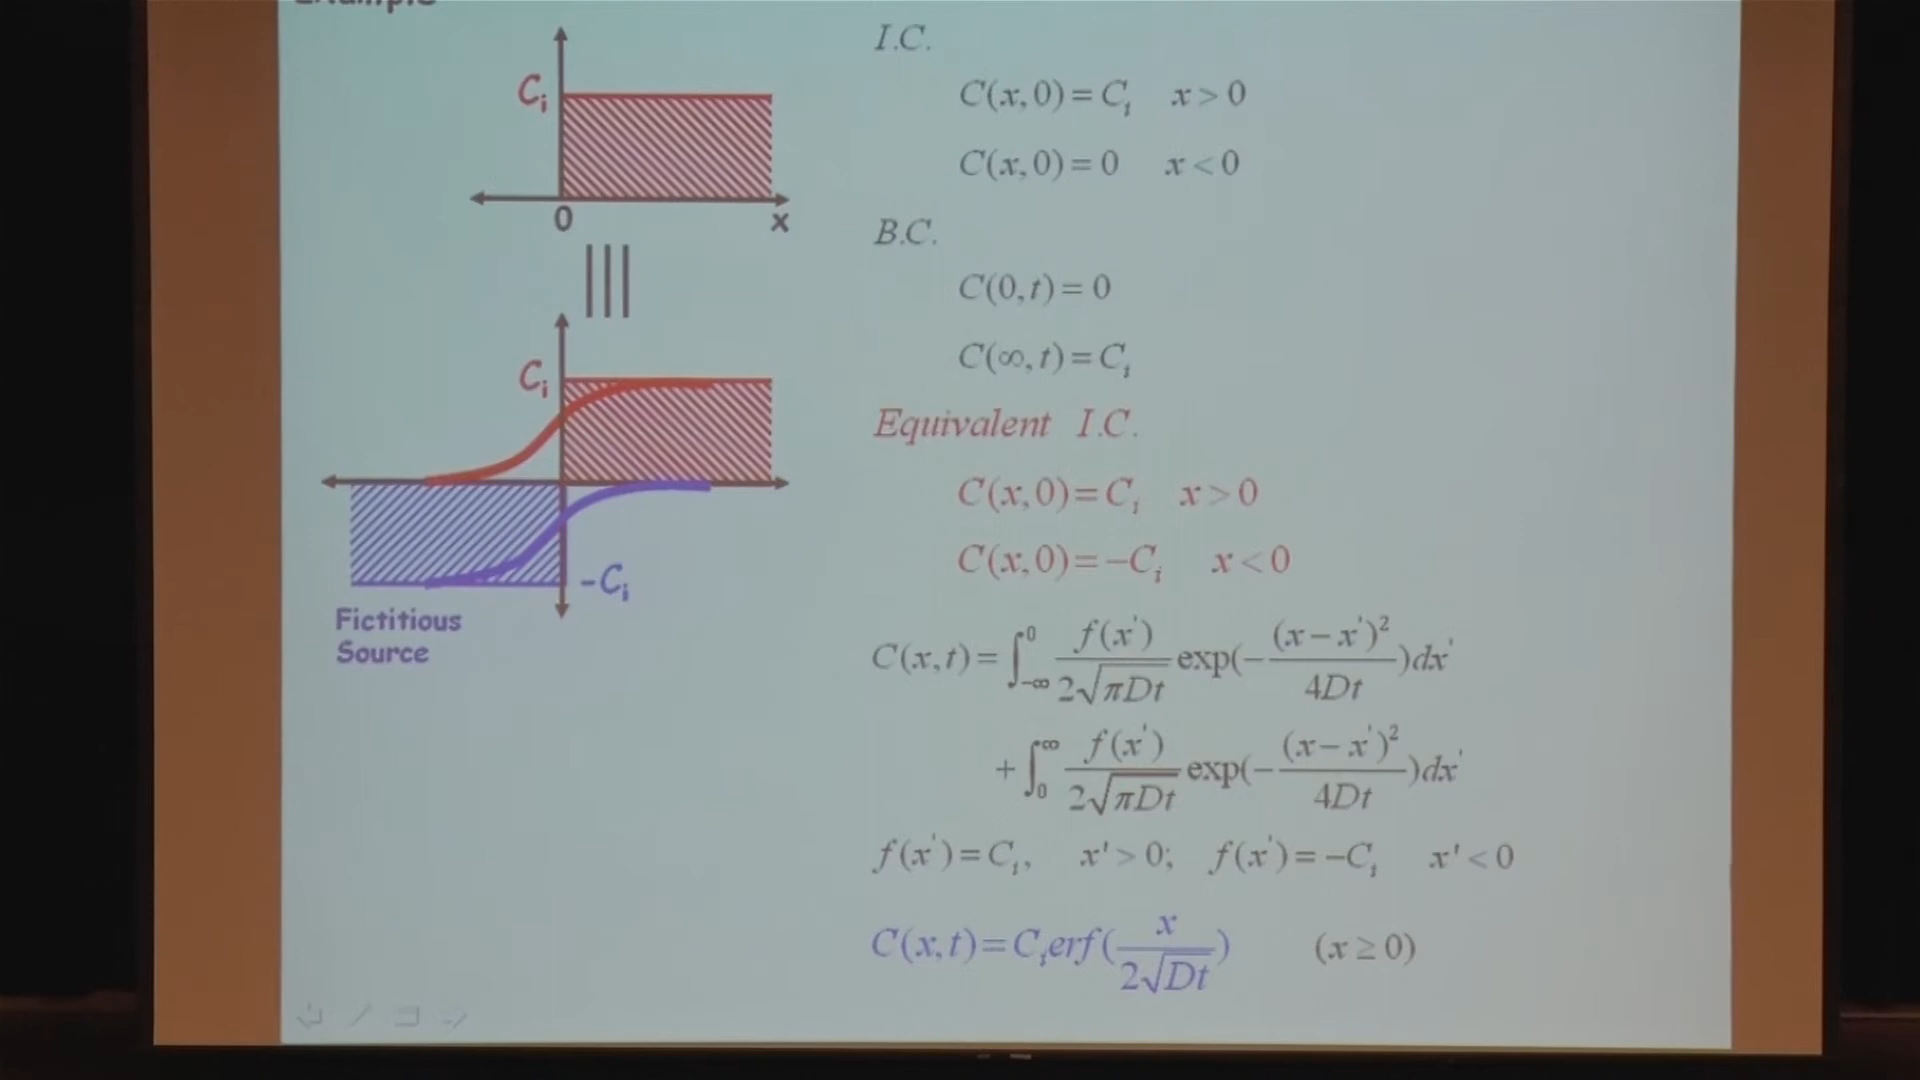 Example
C_i
0 x
C_i
-C_i
Fictitious
Source
I.C.
C(x,0)=C_i x>0
C(x,0)=0 x<0
B.C.
C(0,t)=0
C(∞,t)=C_i
Equivalent I.C.
C(x,0)=C_i x>0
C(x,0)=-C_i x<0
C(x,t)=∫_{-∞}^{0} f(x')/(2√(πDt)) exp(-(x-x')²/(4Dt))dx'
+∫_{0}^{∞} f(x')/(2√(πDt)) exp(-(x-x')²/(4Dt))dx'
f(x')=C_i, x'>0; f(x')=-C_i x'<0
C(x,t)=C_i erf(x/(2√Dt)) (x≥0)